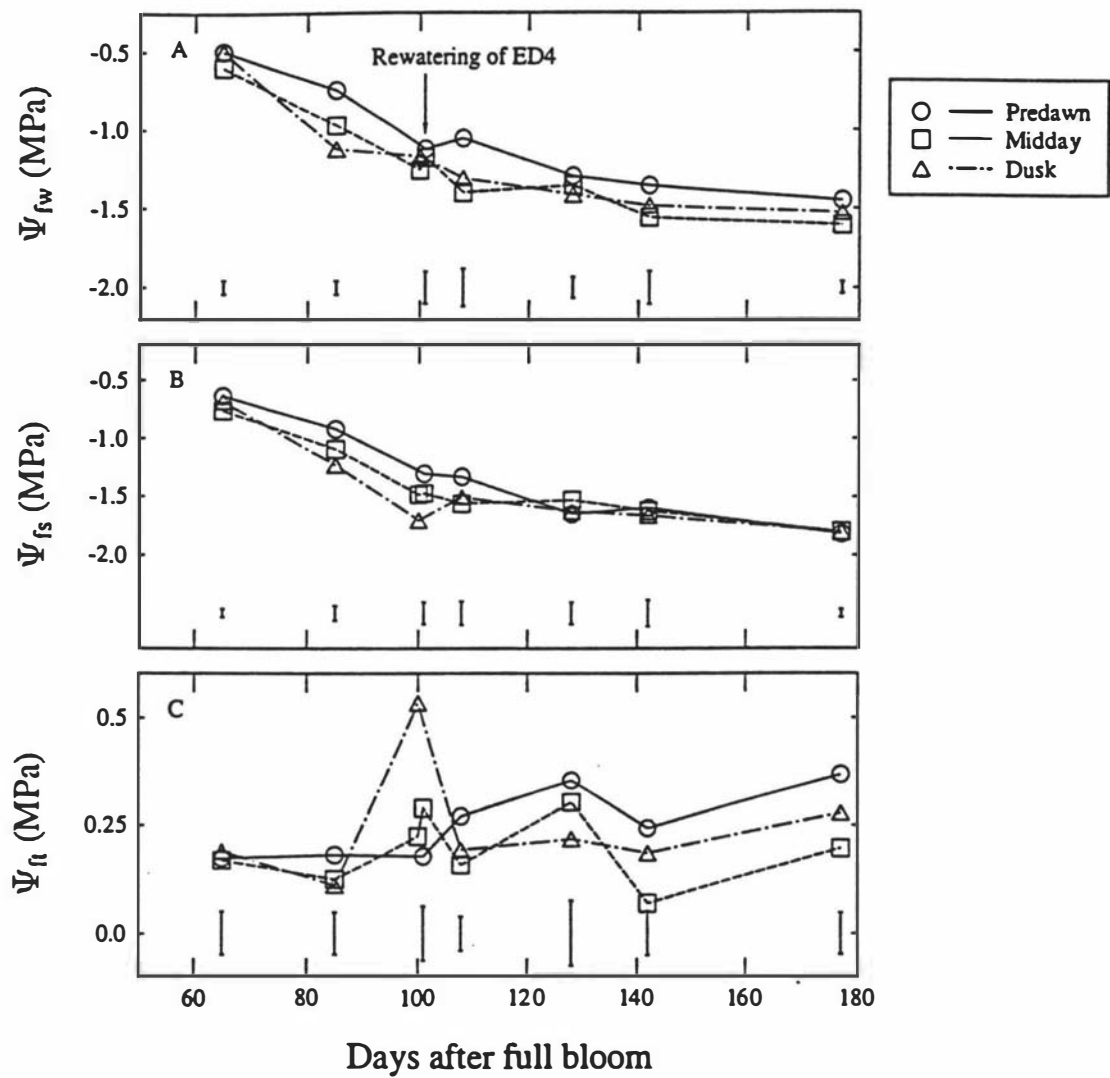 A
Rewatering of ED4
-0.5
-1.0
-1.5
-2.0
Ψfw (MPa)
Predawn
Midday
Dusk
B
-0.5
-1.0
-1.5
-2.0
Ψfs (MPa)
C
0.5
0.25
0.0
Ψft (MPa)
60 80 100 120 140 160 180
Days after full bloom